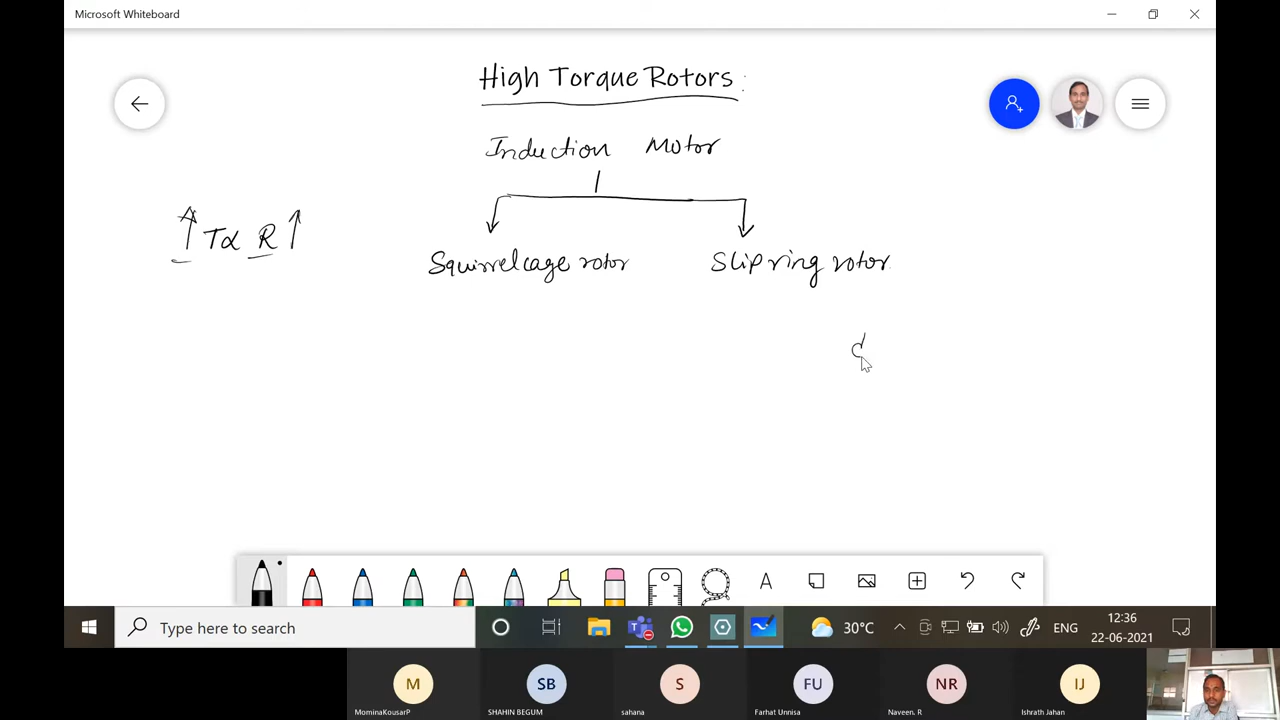 Microsoft Whiteboard
High Torque Rotors:
Induction Motor
↑ T α R ↑
Squirrelcage rotor
Slip ring rotor
d
A
Type here to search
30°C
ENG
12:36
22-06-2021
M
SB
S
FU
NR
IJ
MominaKousarP
SHAHIN BEGUM
sahana
Farhat Unnisa
Naveen. R
Ishrath Jahan